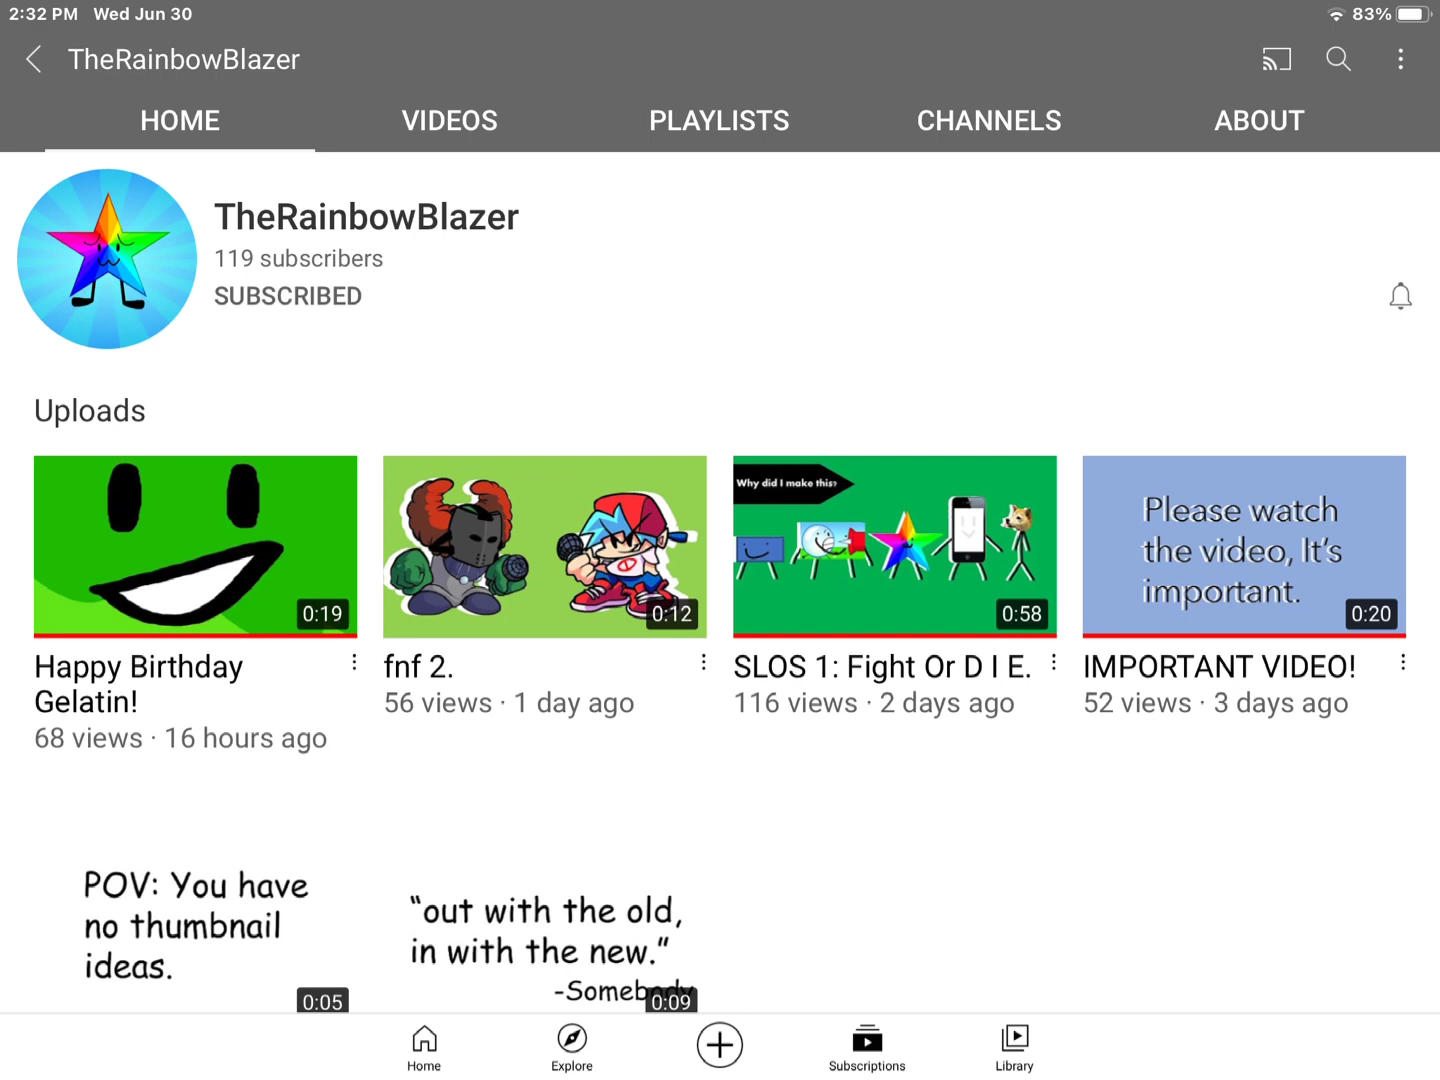 2:32 PM Wed Jun 30
83%
TheRainbowBlazer
HOME VIDEOS PLAYLISTS CHANNELS ABOUT
TheRainbowBlazer
119 subscribers
SUBSCRIBED
Uploads
0:19
Happy Birthday
Gelatin!
68 views · 16 hours ago
0:12
fnf 2.
56 views · 1 day ago
Why did I make this?
0:58
SLOS 1: Fight Or D I E.
116 views · 2 days ago
Please watch
the video, It's
important.
0:20
IMPORTANT VIDEO!
52 views · 3 days ago
POV: You have
no thumbnail
ideas.
0:05
“out with the old,
in with the new.”
-Somebody
0:09
Home Explore Subscriptions Library